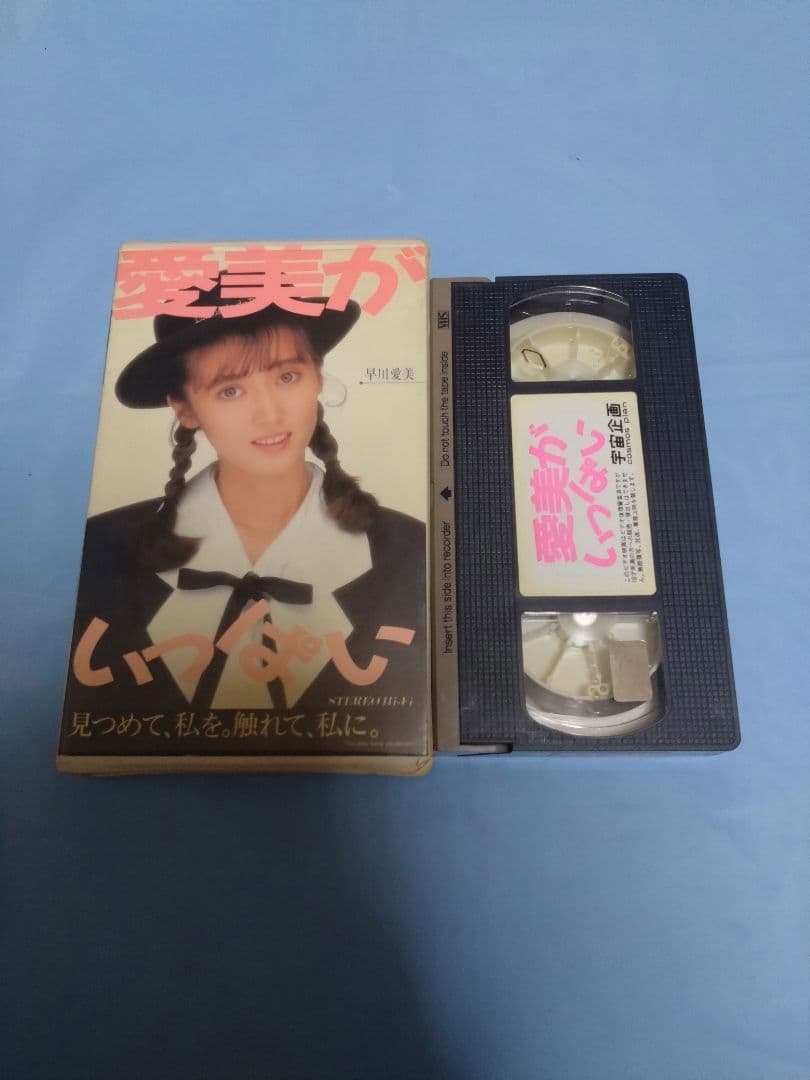 愛美が
早川愛美
いっぱい
STEREO Hi-Fi
見つめて、私を。触れて、私に。
VHS
Do not touch the tape inside
Insert this side into recorder
愛美が
いっぱい
宇宙企画
cosmos plan